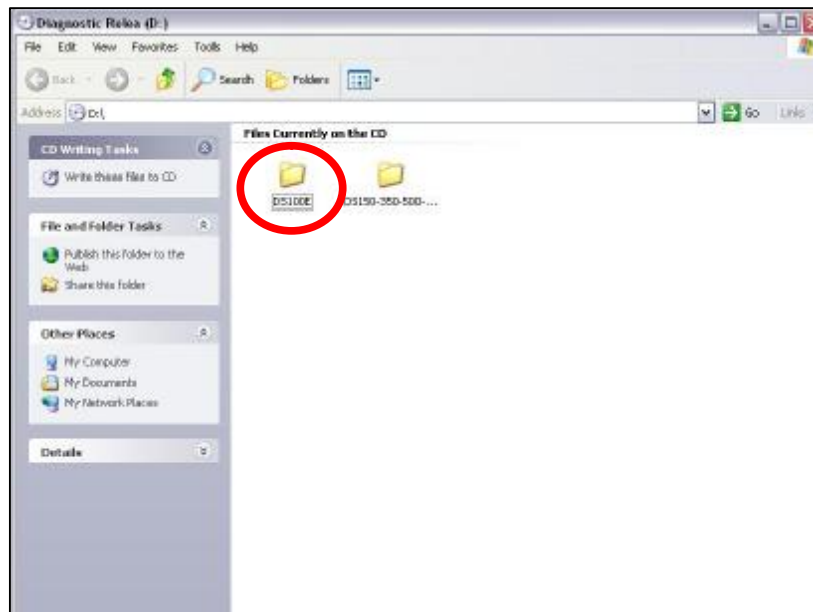 Diagnostic Relea (D:)
File Edit View Favorites Tools Help
Back Search Folders
Address D:\ Go Links
Files Currently on the CD
CD Writing Tasks
Write these files to CD
DS100E DS150-350-500-...
File and Folder Tasks
Publish this folder to the
Web
Share this folder
Other Places
My Computer
My Documents
My Network Places
Details